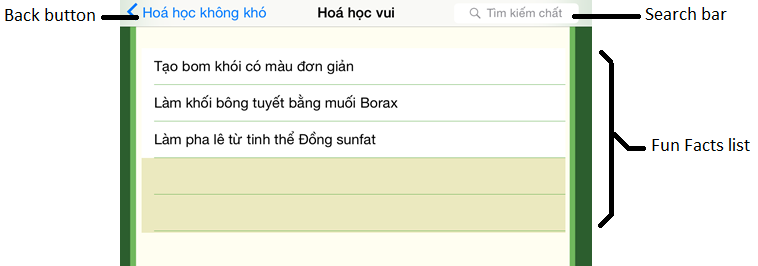 Back button
Hoá học không khó
Hoá học vui
Tìm kiếm chất
Search bar
Tạo bom khói có màu đơn giản
Làm khối bông tuyết bằng muối Borax
Làm pha lê từ tinh thể Đồng sunfat
Fun Facts list